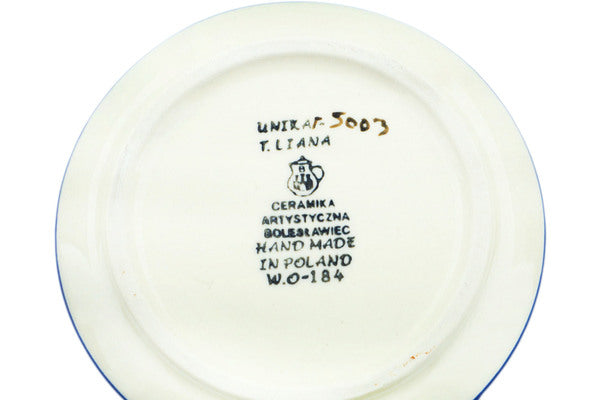 UNIKAT-5003
T. LIANA
B
CERAMIKA
ARTYSTYCZNA
BOLESŁAWIEC
HAND MADE
IN POLAND
W.O-184